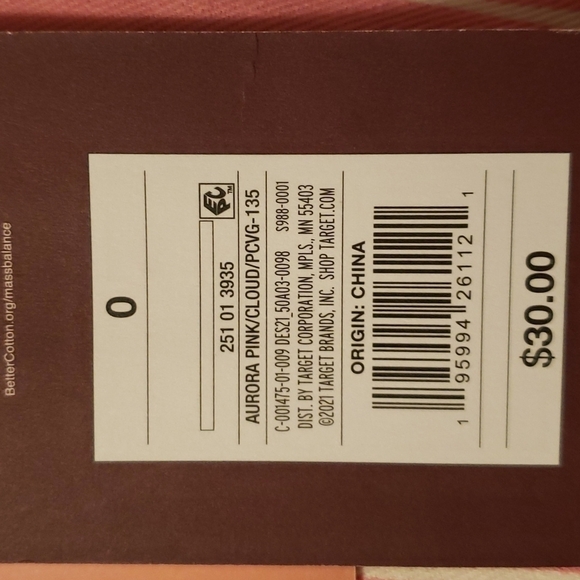 BetterCotton.org/massbalance
0
EPC™
251 01 3935
AURORA PINK/CLOUD/PCVG-135
C-001475-01-009 DES21_50A03-0098 S988-0001
DIST. BY TARGET CORPORATION, MPLS., MN 55403
©2021 TARGET BRANDS, INC. SHOP TARGET.COM
ORIGIN: CHINA
1 95994 26112 1
$30.00